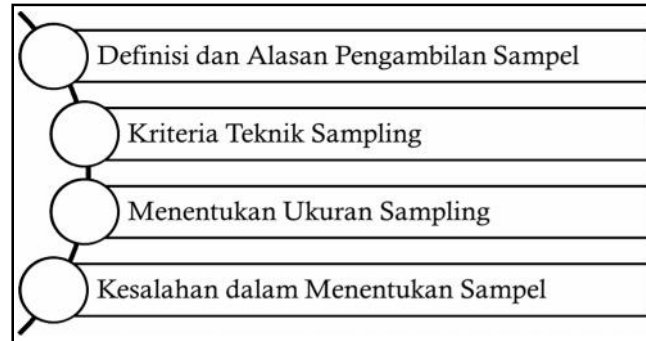 Definisi dan Alasan Pengambilan Sampel
Kriteria Teknik Sampling
Menentukan Ukuran Sampling
Kesalahan dalam Menentukan Sampel